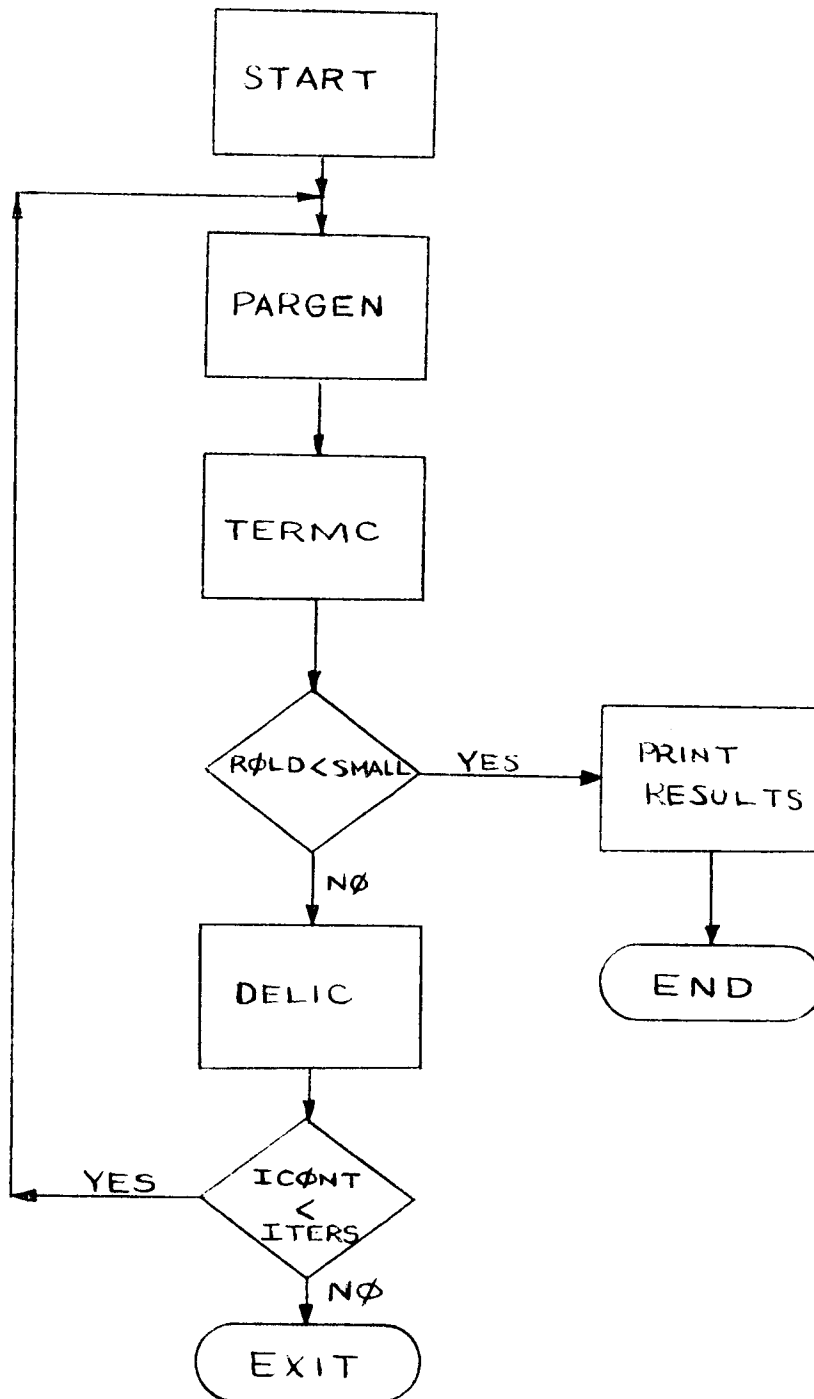 START
PARGEN
TERMC
RØLD < SMALL
YES
PRINT
RESULTS
NØ
DELIC
END
YES
ICØNT
<
ITERS
NØ
EXIT